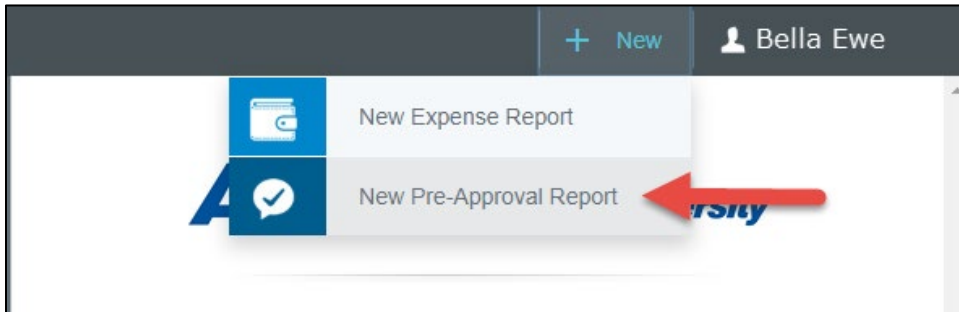 + New
Bella Ewe
New Expense Report
New Pre-Approval Report